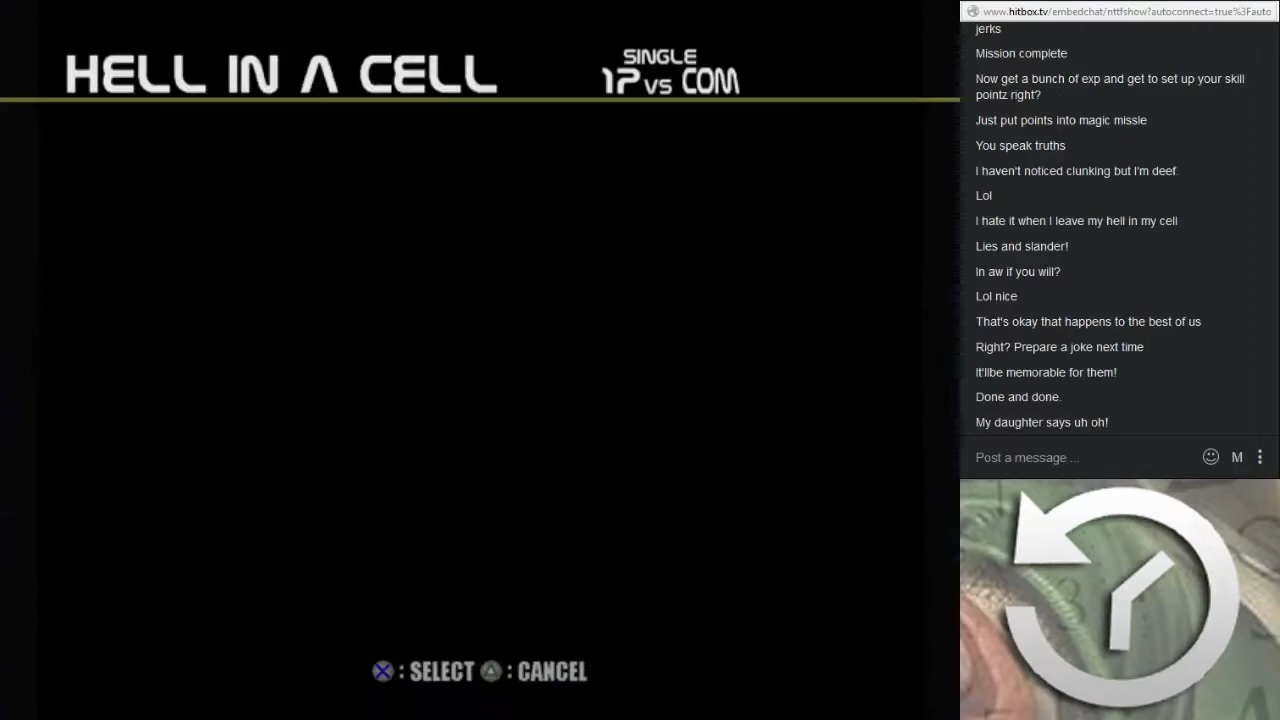 HELL IN A CELL
SINGLE
1P VS COM
: SELECT : CANCEL
www.hitbox.tv/embedchat/nttfshow?autoconnect=true%3Fauto
jerks
Mission complete
Now get a bunch of exp and get to set up your skill
pointz right?
Just put points into magic missle
You speak truths
I haven't noticed clunking but I'm deef.
Lol
I hate it when I leave my hell in my cell
Lies and slander!
In aw if you will?
Lol nice
That's okay that happens to the best of us
Right? Prepare a joke next time
It'llbe memorable for them!
Done and done.
My daughter says uh oh!
Post a message ...
M